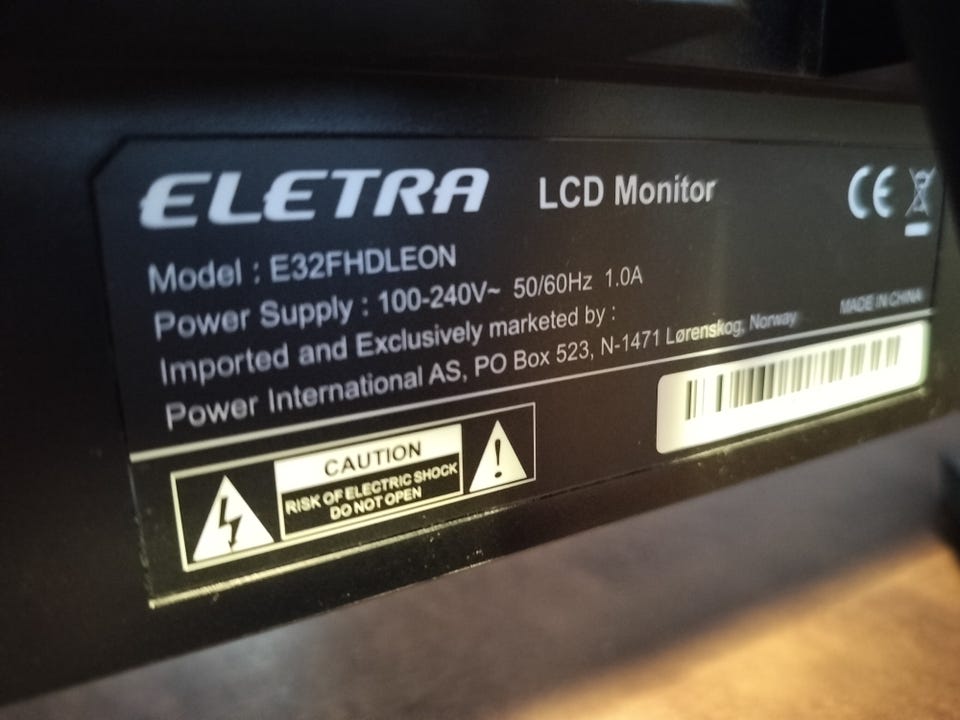 ELETRA LCD Monitor
CE
Model : E32FHDLEON
Power Supply : 100-240V~ 50/60Hz 1.0A
Imported and Exclusively marketed by :
Power International AS, PO Box 523, N-1471 Lørenskog, Norway
MADE IN CHINA
CAUTION
RISK OF ELECTRIC SHOCK
DO NOT OPEN